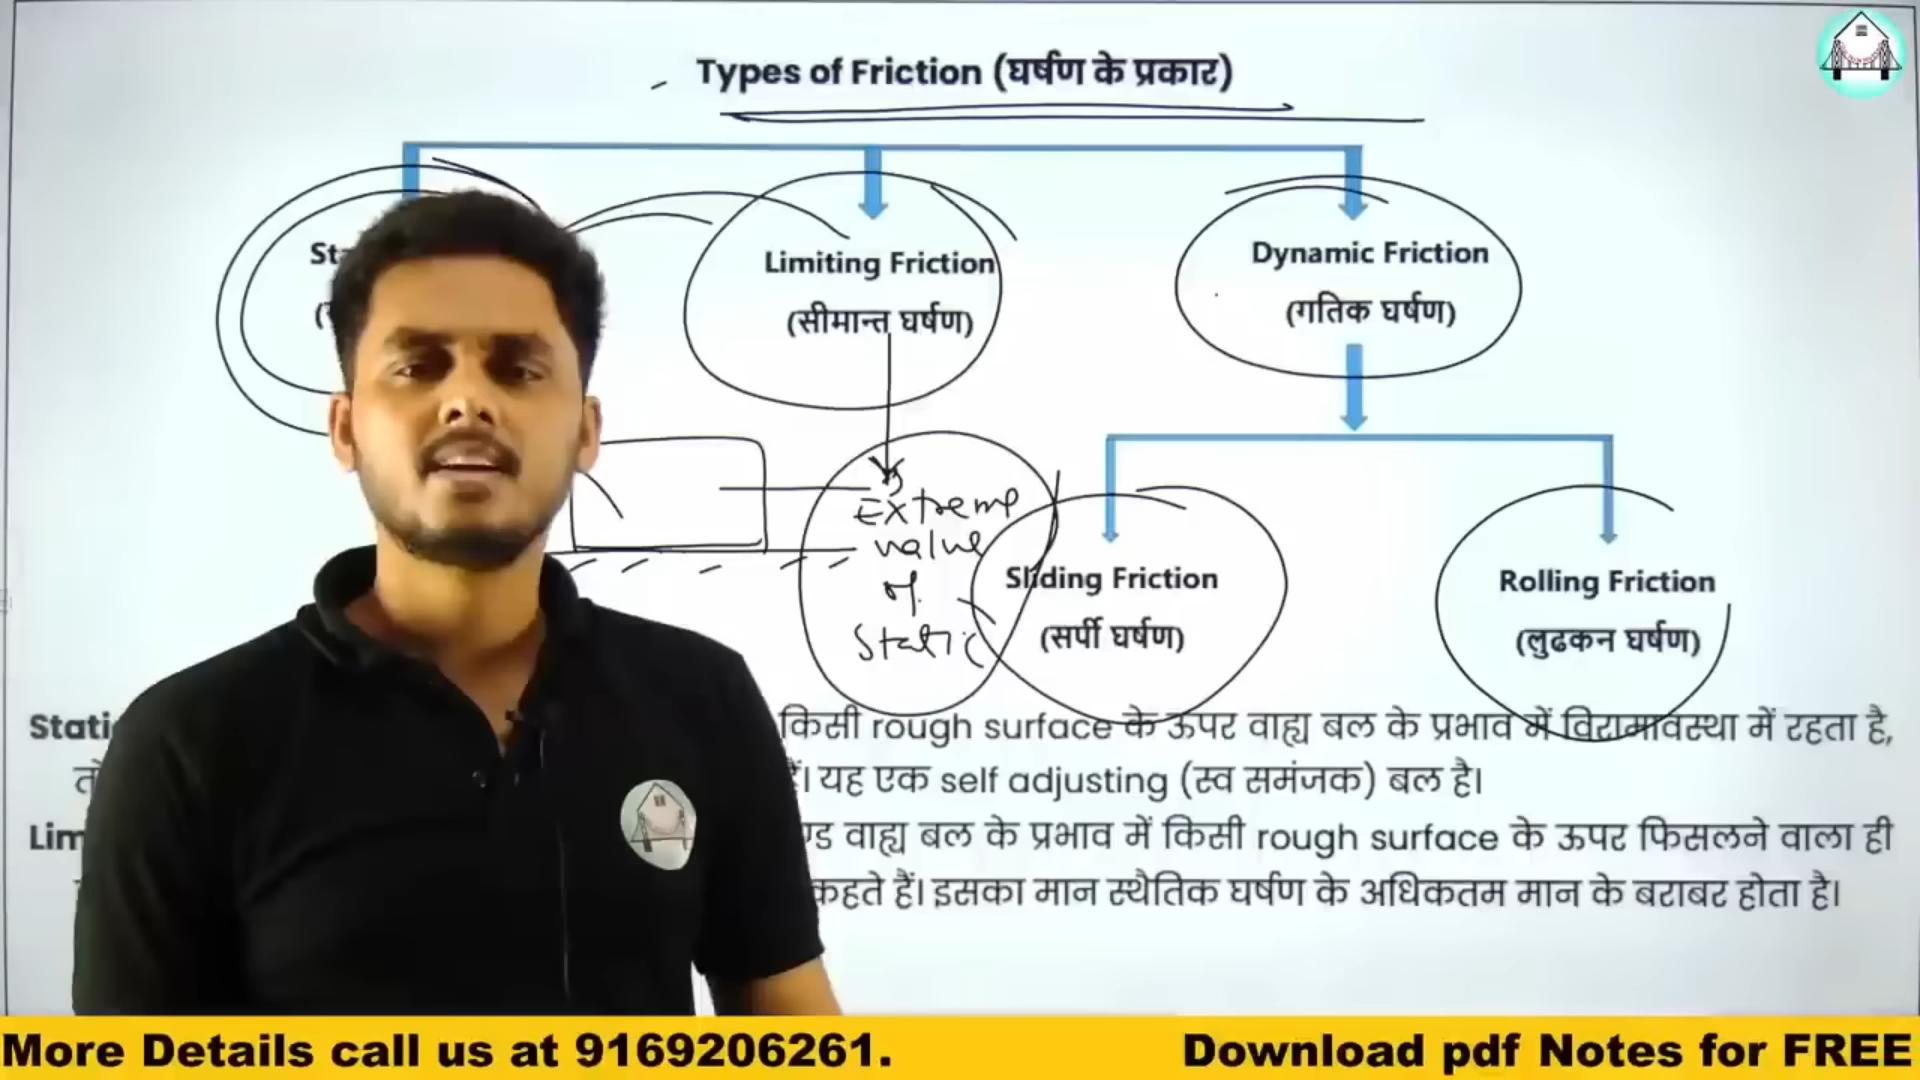 Types of Friction (घर्षण के प्रकार)
Limiting Friction
(सीमान्त घर्षण)
Dynamic Friction
(गतिक घर्षण)
Extreme
value
of
static
Sliding Friction
(सर्पी घर्षण)
Rolling Friction
(लुढकन घर्षण)
किसी rough surface के ऊपर वाह्य बल के प्रभाव में विरामावस्था में रहता है,
यह एक self adjusting (स्व समंजक) बल है।
वाह्य बल के प्रभाव में किसी rough surface के ऊपर फिसलने वाला ही
कहते हैं। इसका मान स्थैतिक घर्षण के अधिकतम मान के बराबर होता है।
More Details call us at 9169206261. Download pdf Notes for FREE